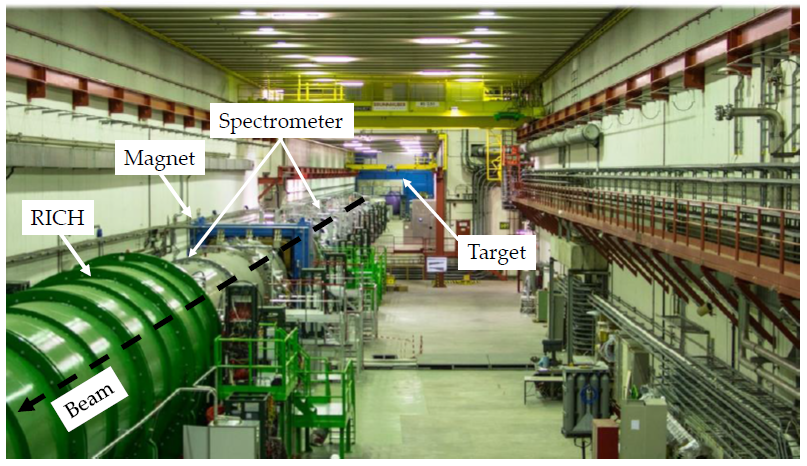 Spectrometer
Magnet
RICH
Target
Beam